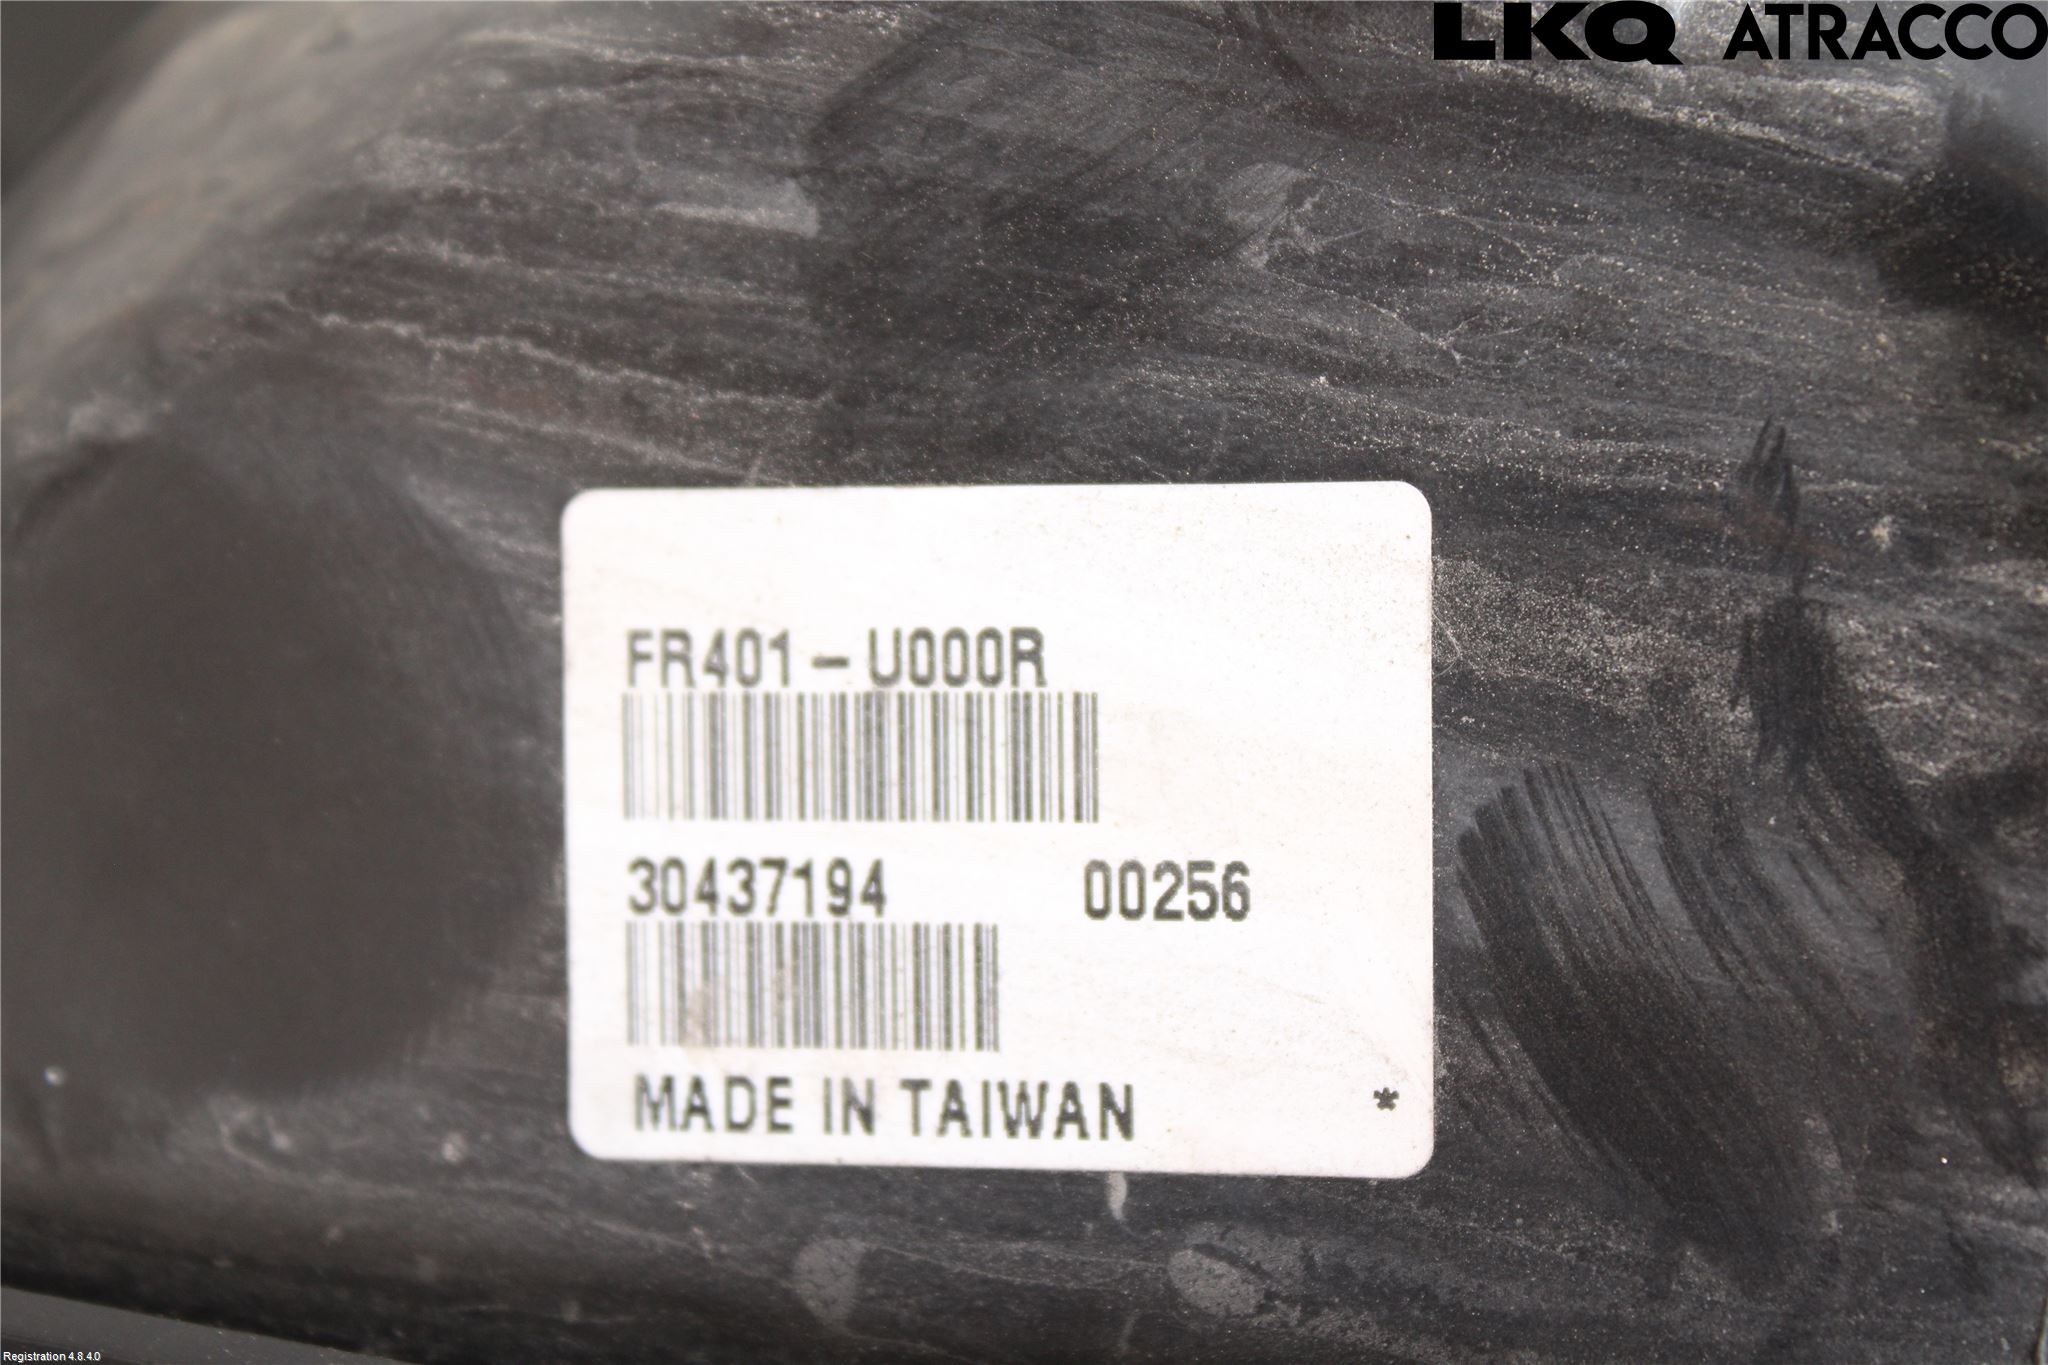 LKQ ATRACCO
FR401-U000R
30437194 00256
MADE IN TAIWAN *
Registration 4.8.4.0